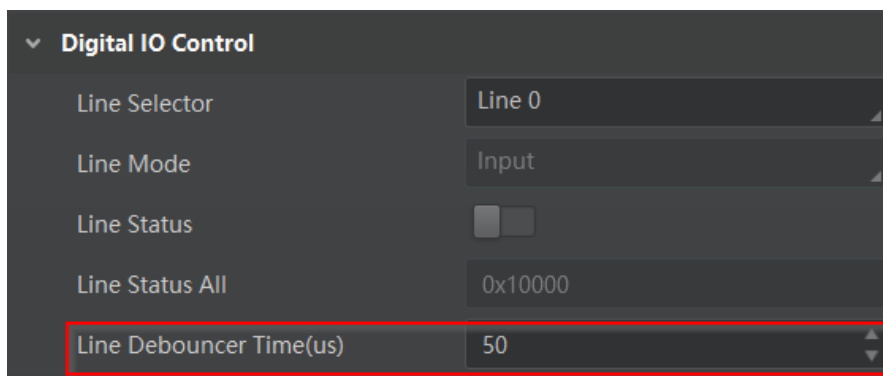 Digital IO Control
Line Selector Line 0
Line Mode Input
Line Status
Line Status All 0x10000
Line Debouncer Time(us) 50